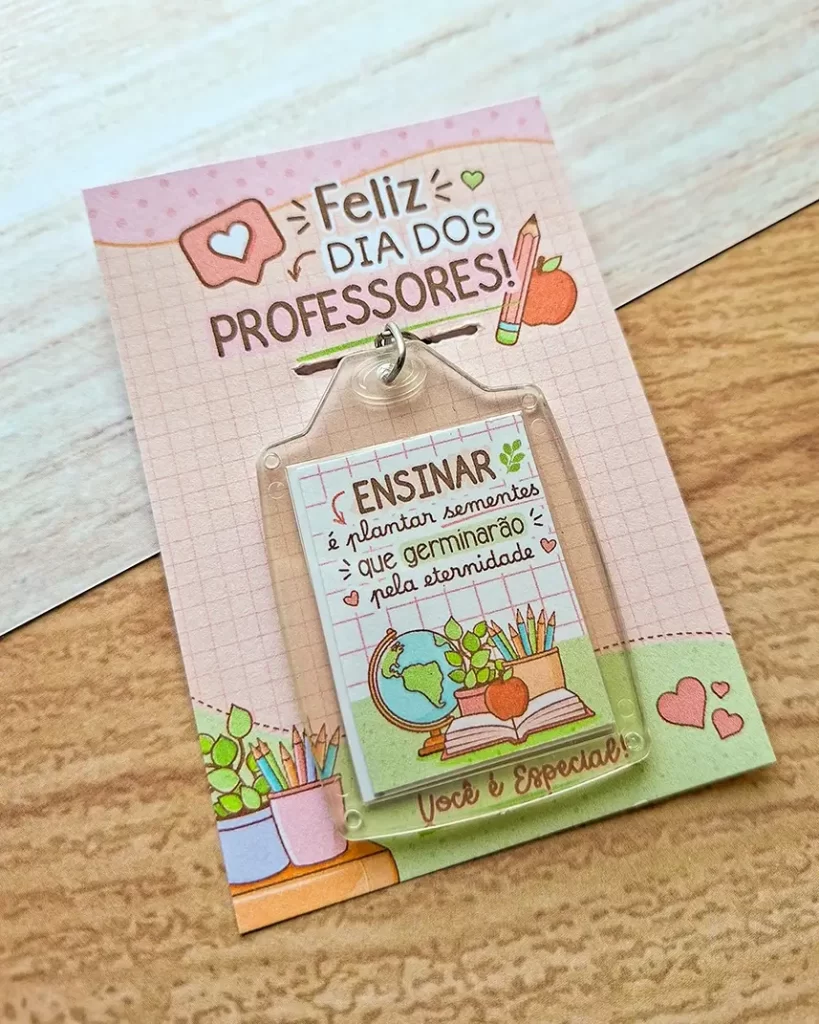 Feliz
DIA DOS
PROFESSORES!
ENSINAR
é plantar sementes
que germinarão
pela eternidade
Você é Especial!